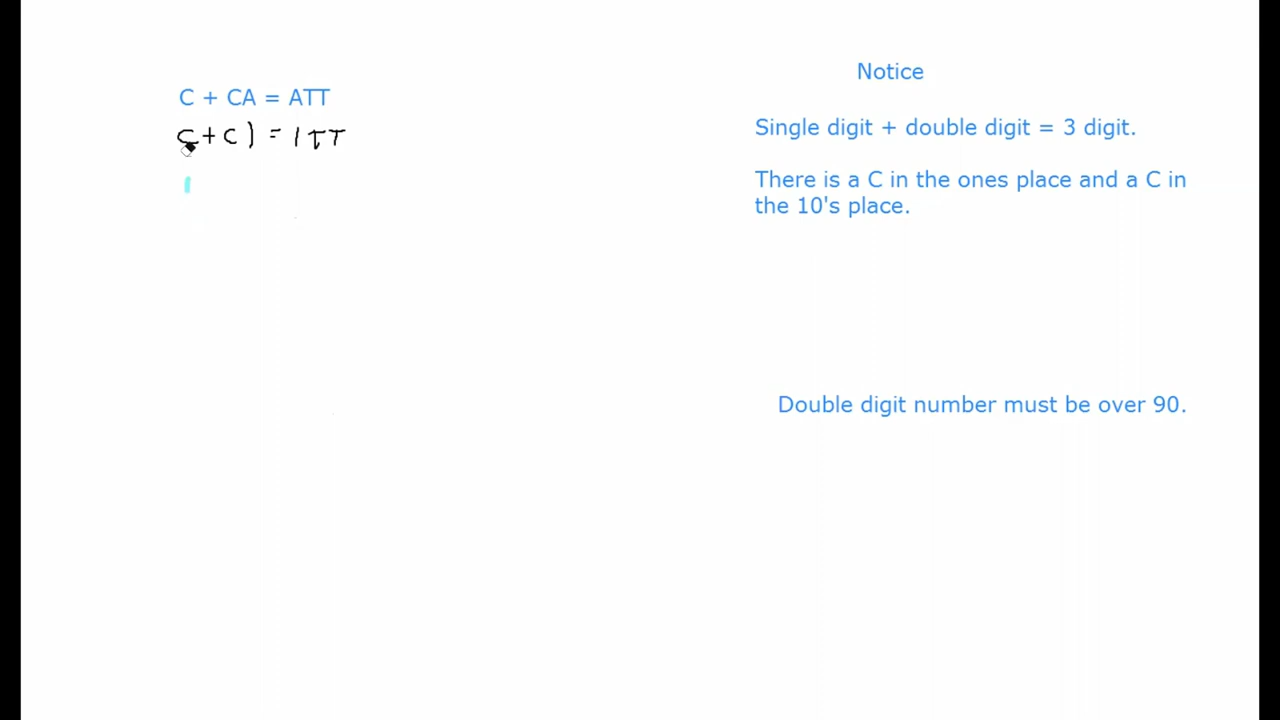 C + CA = ATT
C+C1 = 1TT
Notice
Single digit + double digit = 3 digit.
There is a C in the ones place and a C in
the 10's place.
Double digit number must be over 90.